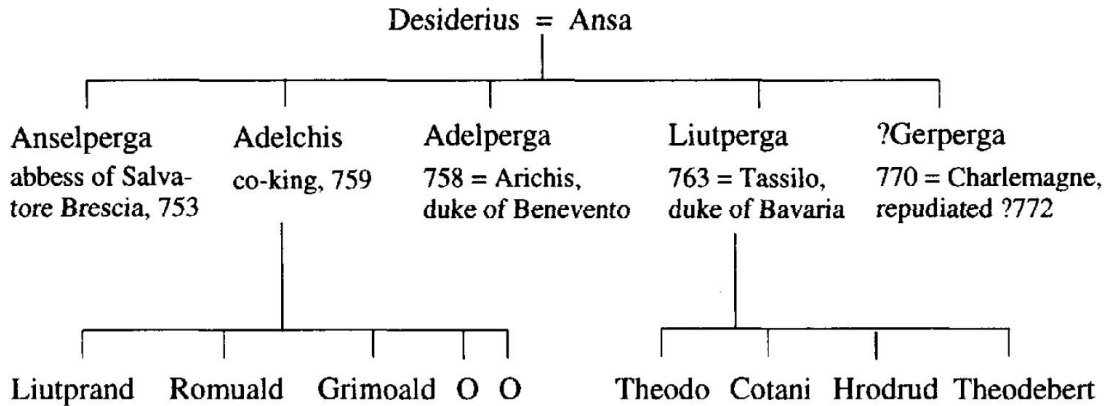 Desiderius = Ansa
Anselperga
abbess of Salva-
tore Brescia, 753
Adelchis
co-king, 759
Adelperga
758 = Arichis,
duke of Benevento
Liutperga
763 = Tassilo,
duke of Bavaria
?Gerperga
770 = Charlemagne,
repudiated ?772
Liutprand Romuald Grimoald O O
Theodo Cotani Hrodrud Theodebert